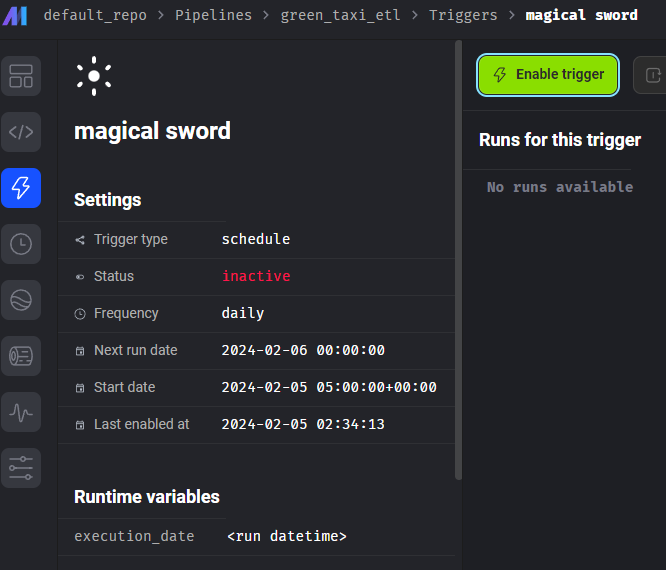 default_repo > Pipelines > green_taxi_etl > Triggers > magical sword
magical sword
Settings
Trigger type schedule
Status inactive
Frequency daily
Next run date 2024-02-06 00:00:00
Start date 2024-02-05 05:00:00+00:00
Last enabled at 2024-02-05 02:34:13
Runtime variables
execution_date <run datetime>
Enable trigger
Runs for this trigger
No runs available